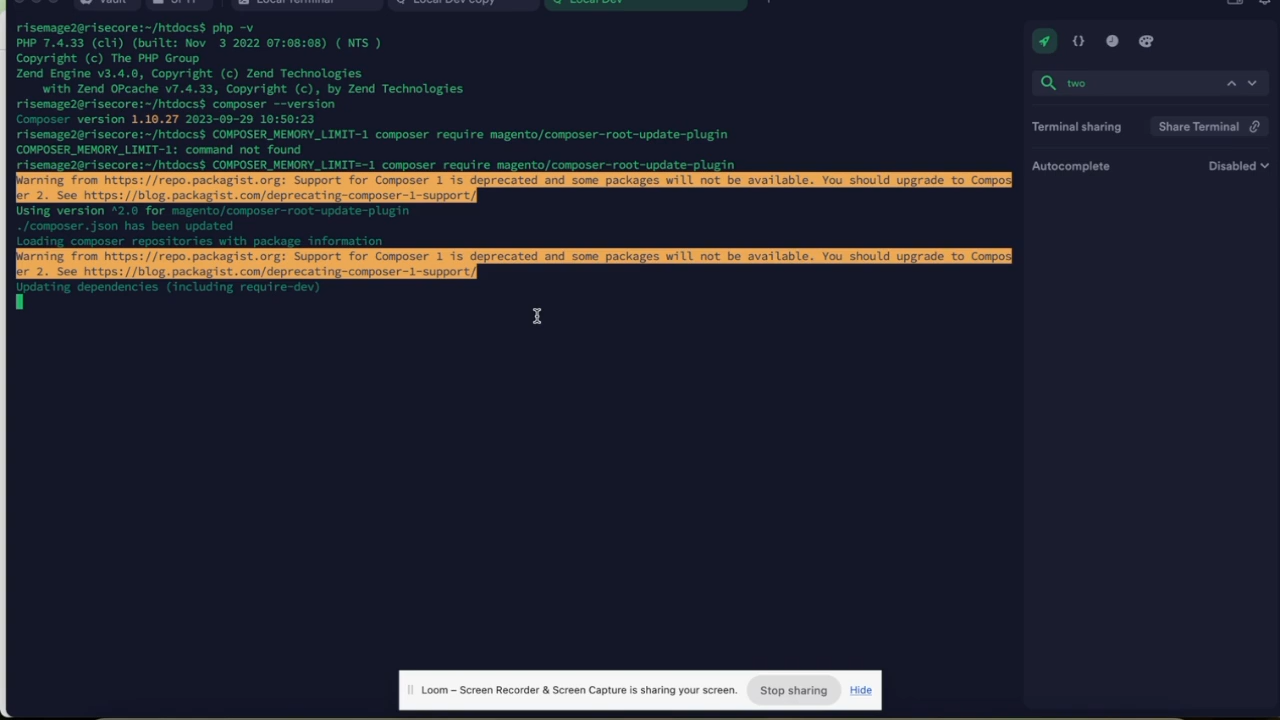 Vault
SFTP
Local Terminal
Local Dev copy
Local Dev
risemage2@risecore:~/htdocs$ php -v
PHP 7.4.33 (cli) (built: Nov  3 2022 07:08:08) ( NTS )
Copyright (c) The PHP Group
Zend Engine v3.4.0, Copyright (c) Zend Technologies
    with Zend OPcache v7.4.33, Copyright (c), by Zend Technologies
risemage2@risecore:~/htdocs$ composer --version
Composer version 1.10.27 2023-09-29 10:50:23
risemage2@risecore:~/htdocs$ COMPOSER_MEMORY_LIMIT-1 composer require magento/composer-root-update-plugin
COMPOSER_MEMORY_LIMIT-1: command not found
risemage2@risecore:~/htdocs$ COMPOSER_MEMORY_LIMIT=-1 composer require magento/composer-root-update-plugin
Warning from https://repo.packagist.org: Support for Composer 1 is deprecated and some packages will not be available. You should upgrade to Compos
er 2. See https://blog.packagist.com/deprecating-composer-1-support/
Using version ^2.0 for magento/composer-root-update-plugin
./composer.json has been updated
Loading composer repositories with package information
Warning from https://repo.packagist.org: Support for Composer 1 is deprecated and some packages will not be available. You should upgrade to Compos
er 2. See https://blog.packagist.com/deprecating-composer-1-support/
Updating dependencies (including require-dev)
{}
two
Terminal sharing
Share Terminal
Autocomplete
Disabled
Loom – Screen Recorder & Screen Capture is sharing your screen.
Stop sharing
Hide